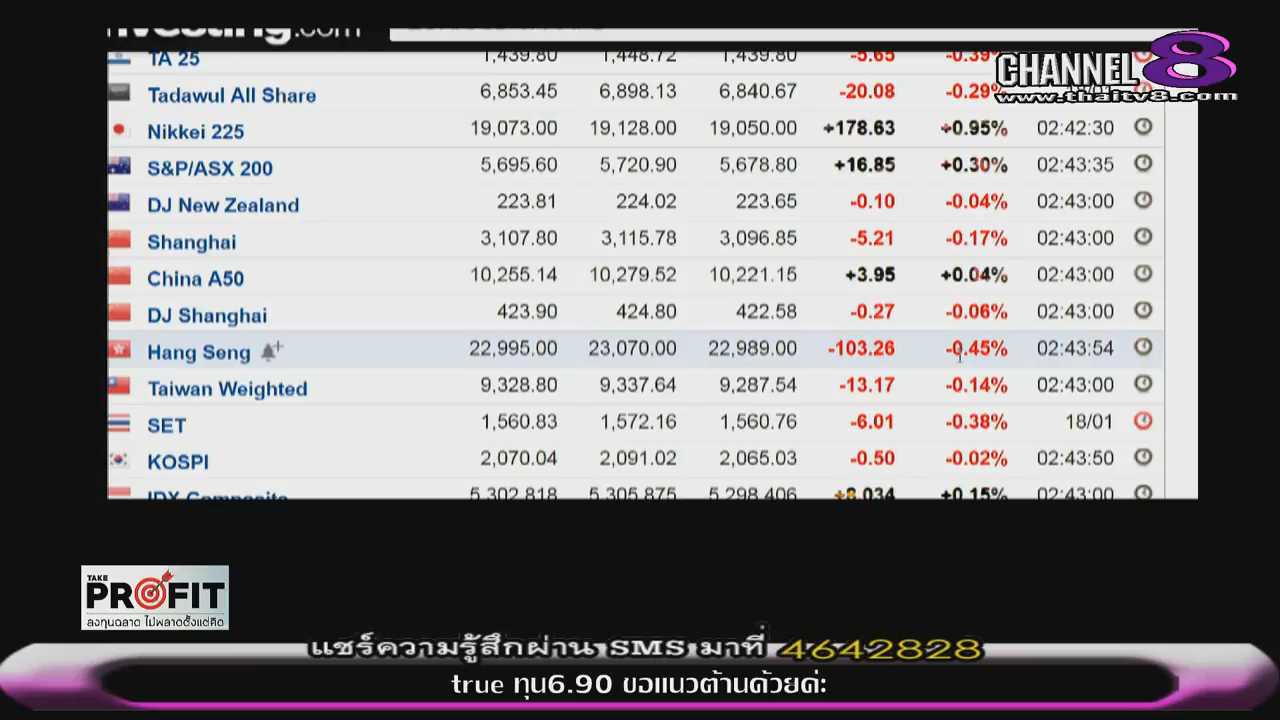 Investing.com
TA 25 1,439.80 1,448.72 1,439.80 -5.65 -0.39%
CHANNEL 8
www.thaitv8.com
Tadawul All Share 6,853.45 6,898.13 6,840.67 -20.08 -0.29%
Nikkei 225 19,073.00 19,128.00 19,050.00 +178.63 +0.95% 02:42:30
S&P/ASX 200 5,695.60 5,720.90 5,678.80 +16.85 +0.30% 02:43:35
DJ New Zealand 223.81 224.02 223.65 -0.10 -0.04% 02:43:00
Shanghai 3,107.80 3,115.78 3,096.85 -5.21 -0.17% 02:43:00
China A50 10,255.14 10,279.52 10,221.15 +3.95 +0.04% 02:43:00
DJ Shanghai 423.90 424.80 422.58 -0.27 -0.06% 02:43:00
Hang Seng 22,995.00 23,070.00 22,989.00 -103.26 -0.45% 02:43:54
Taiwan Weighted 9,328.80 9,337.64 9,287.54 -13.17 -0.14% 02:43:00
SET 1,560.83 1,572.16 1,560.76 -6.01 -0.38% 18/01
KOSPI 2,070.04 2,091.02 2,065.03 -0.50 -0.02% 02:43:50
IDX Composite 5,302.818 5,305.875 5,298.406 +8.034 +0.15% 02:43:00
TAKE
PROFIT
ลงทุนฉลาด ไม่พลาดตั้งแต่คิด
แชร์ความรู้สึกผ่าน SMS มาที่ 4642828
true ทุน6.90 ขอแนวต้านด้วยค่ะ